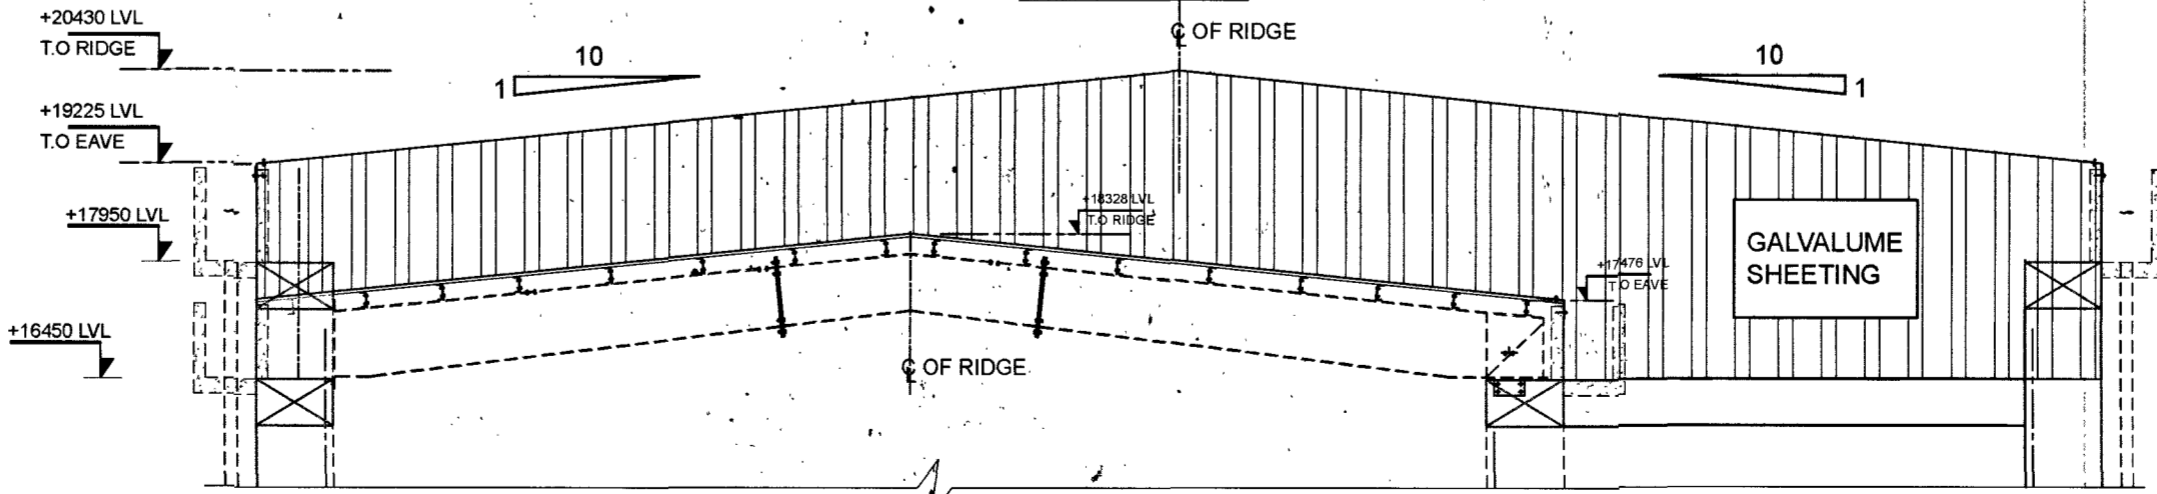 +20430 LVL
T.O RIDGE
℄ OF RIDGE
10
1
10
1
+19225 LVL
T.O EAVE
+17950 LVL
+18328 LVL
T.O RIDGE
GALVALUME
SHEETING
+17476 LVL
T.O EAVE
+16450 LVL
℄ OF RIDGE